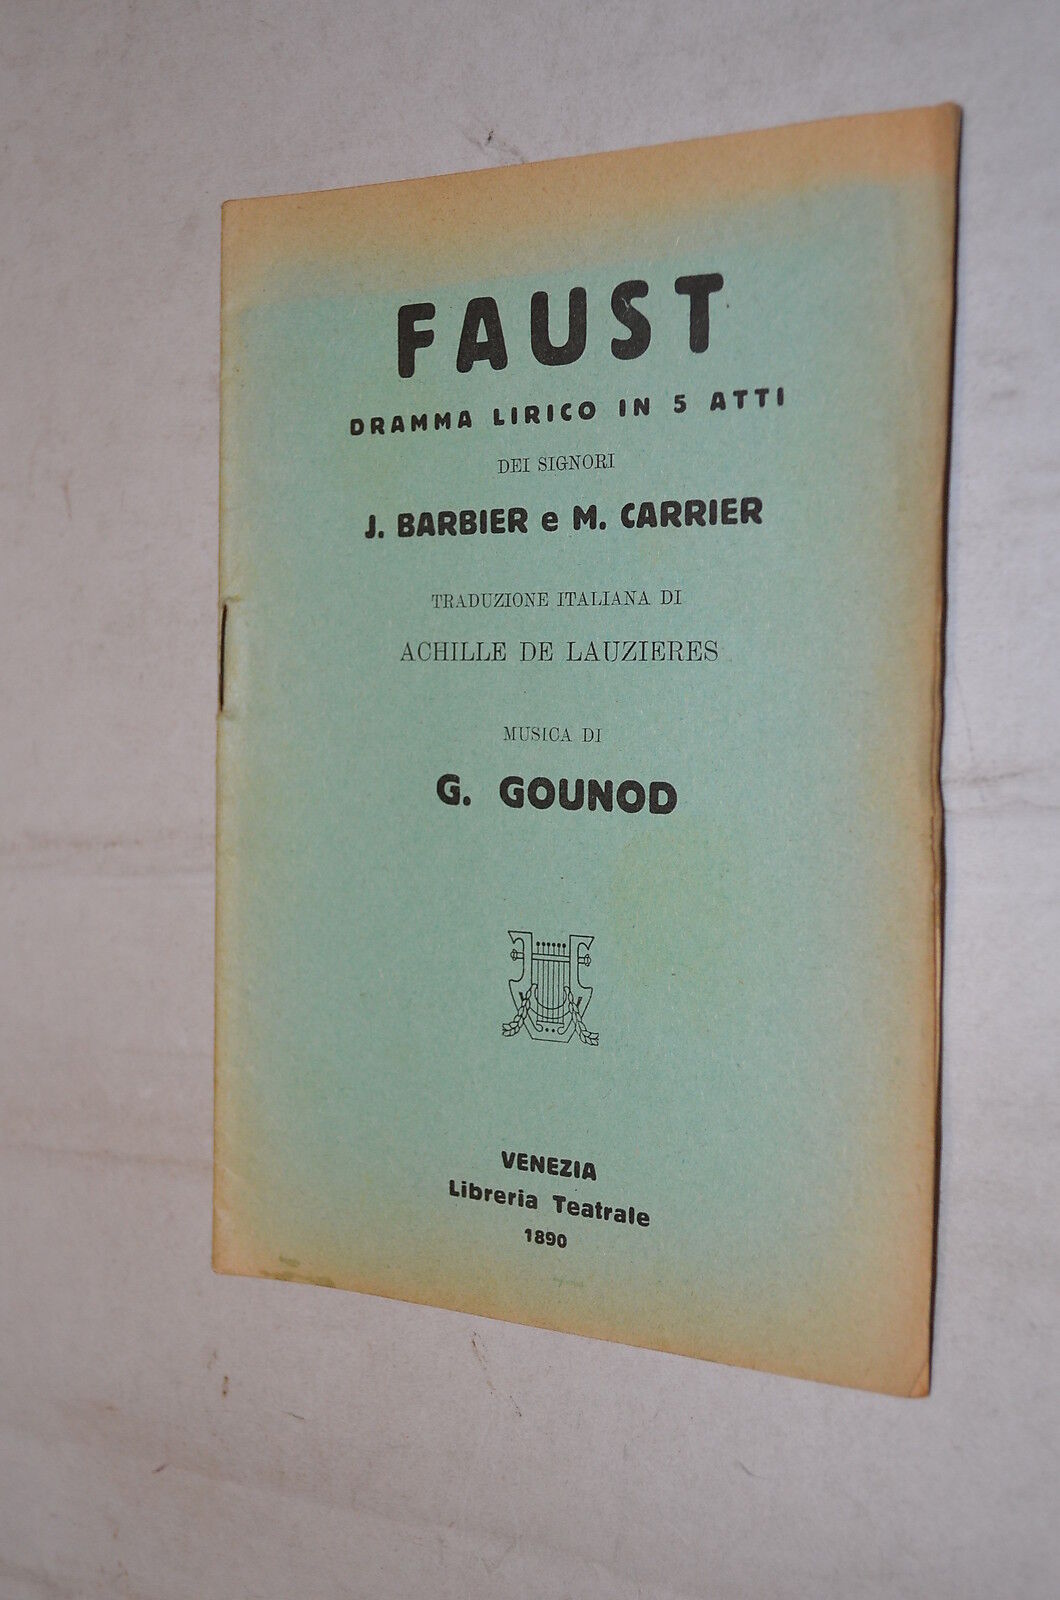 FAUST
DRAMMA LIRICO IN 5 ATTI
DEI SIGNORI
J. BARBIER e M. CARRIER
TRADUZIONE ITALIANA DI
ACHILLE DE LAUZIERES
MUSICA DI
G. GOUNOD
VENEZIA
Libreria Teatrale
1890